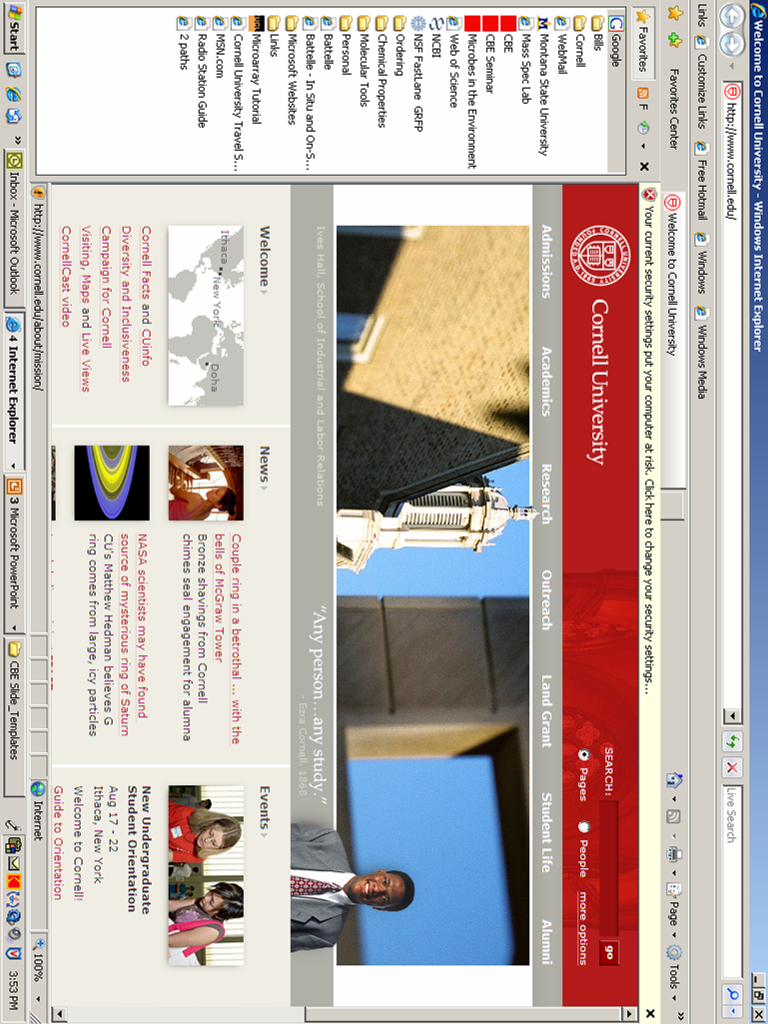 Welcome to Cornell University - Windows Internet Explorer
http://www.cornell.edu/
Live Search
Links
Customize Links
Free Hotmail
Windows
Windows Media
Favorites Center
Welcome to Cornell University
Page
Tools
Favorites
F
Your current security settings put your computer at risk. Click here to change your security settings...
Google
Bills
Cornell
WebMail
Montana State University
Mass Spec Lab
CBE
CBE Seminar
Microbes in the Environment
Web of Science
NCBI
NSF FastLane GRFP
Ordering
Chemical Properties
Molecular Tools
Personal
Battelle
Battelle - In Situ and On-S...
Microsoft Websites
Links
Microarray Tutorial
Cornell University Travel S...
MSN.com
Radio Station Guide
2 paths
Cornell University
SEARCH:
go
Pages
People
more options
Admissions
Academics
Research
Outreach
Land Grant
Student Life
Alumni
"Any person...any study."
- Ezra Cornell, 1868
Ives Hall, School of Industrial and Labor Relations
Welcome
Ithaca
New York
Doha
Cornell Facts and CUinfo
Diversity and Inclusiveness
Campaign for Cornell
Visiting, Maps and Live Views
CornellCast video
News
Couple ring in a betrothal ... with the
bells of McGraw Tower
Bronze shavings from Cornell
chimes seal engagement for alumna
NASA scientists may have found
source of mysterious ring of Saturn
CU's Matthew Hedman believes G
ring comes from large, icy particles
Events
New Undergraduate
Student Orientation
Aug 17 - 22
Ithaca, New York
Welcome to Cornell!
Guide to Orientation
http://www.cornell.edu/about/mission/
Internet
100%
Start
Inbox - Microsoft Outlook
4 Internet Explorer
3 Microsoft PowerPoint
CBE Slide_Templates
3:53 PM